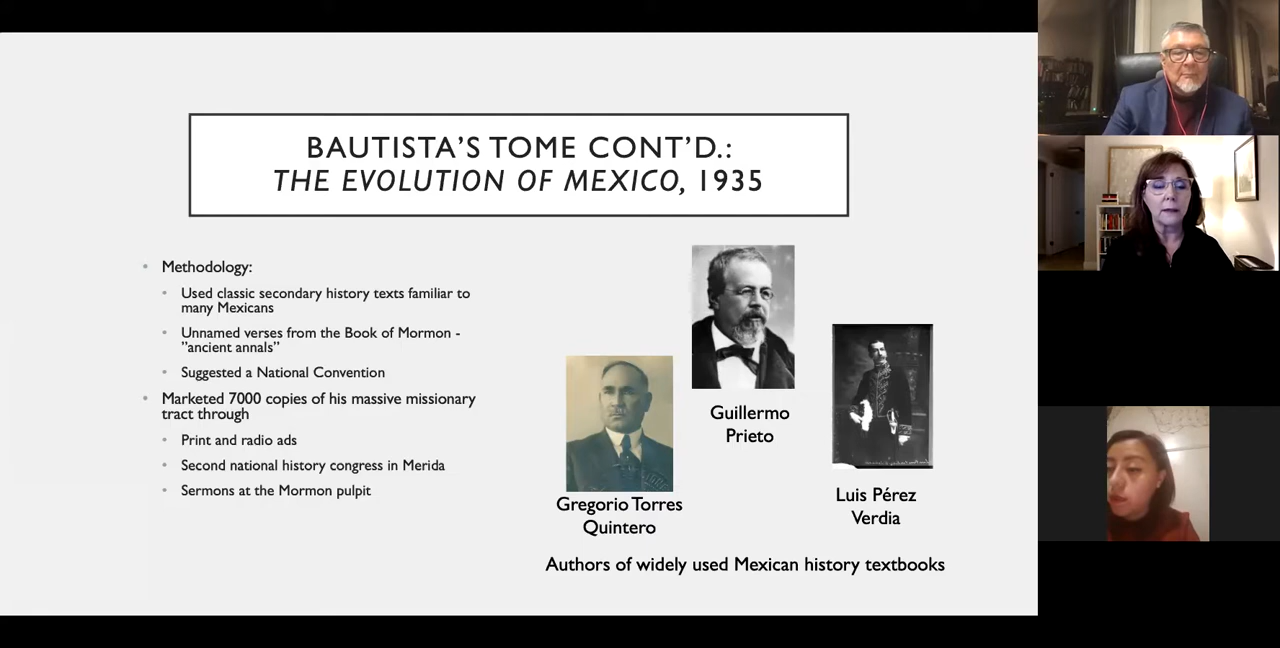 BAUTISTA’S TOME CONT’D.:
THE EVOLUTION OF MEXICO, 1935
• Methodology:
• Used classic secondary history texts familiar to
many Mexicans
• Unnamed verses from the Book of Mormon -
”ancient annals”
• Suggested a National Convention
• Marketed 7000 copies of his massive missionary
tract through
• Print and radio ads
• Second national history congress in Merida
• Sermons at the Mormon pulpit
Guillermo
Prieto
Luis Pérez
Verdia
Gregorio Torres
Quintero
Authors of widely used Mexican history textbooks